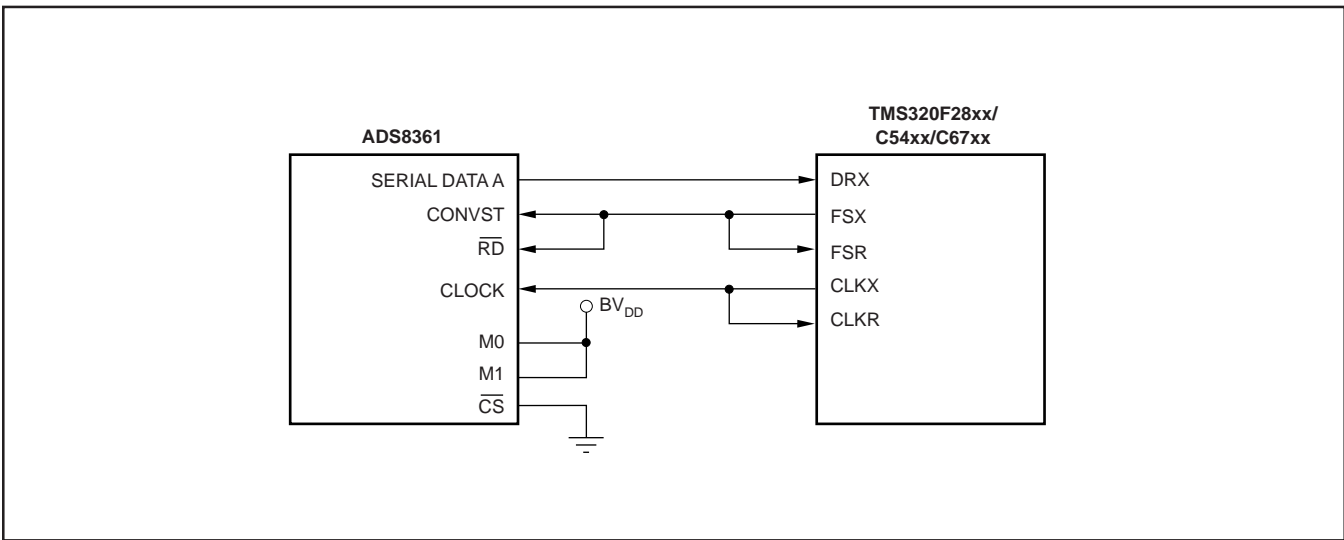 ADS8361
TMS320F28xx/
C54xx/C67xx
SERIAL DATA A
CONVST
RD
CLOCK
BVDD
M0
M1
CS
DRX
FSX
FSR
CLKX
CLKR